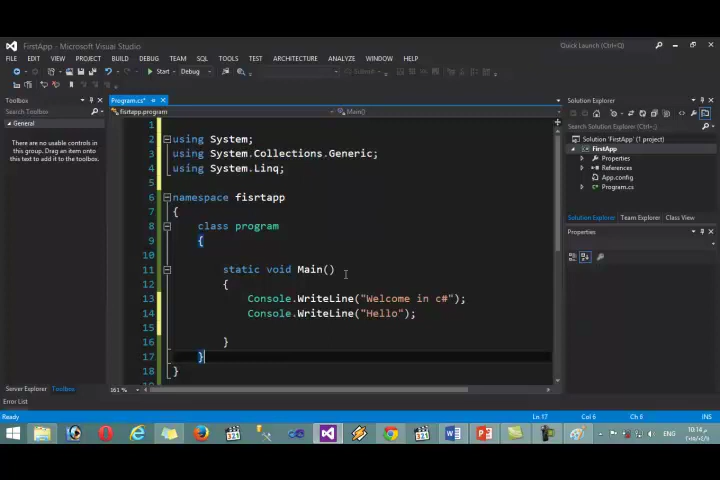 FirstApp - Microsoft Visual Studio
Quick Launch (Ctrl+Q)
FILE EDIT VIEW PROJECT BUILD DEBUG TEAM SQL TOOLS TEST ARCHITECTURE ANALYZE WINDOW HELP
Start Debug
Toolbox
Search Toolbox
General
There are no usable controls in this group. Drag an item onto this text to add it to the toolbox.
Program.cs*
fisrtapp.program
Main()
1
2 using System;
3 using System.Collections.Generic;
4 using System.Linq;
5
6 namespace fisrtapp
7 {
8 class program
9 {
10
11 static void Main()
12 {
13 Console.WriteLine("Welcome in c#");
14 Console.WriteLine("Hello");
15
16 }
17 }
18 }
161 %
Solution Explorer
Search Solution Explorer (Ctrl+;)
Solution 'FirstApp' (1 project)
FirstApp
Properties
References
App.config
Program.cs
Solution Explorer Team Explorer Class View
Properties
Server Explorer Toolbox
Error List
Ready
Ln 17 Col 6 Ch 6 INS
EN